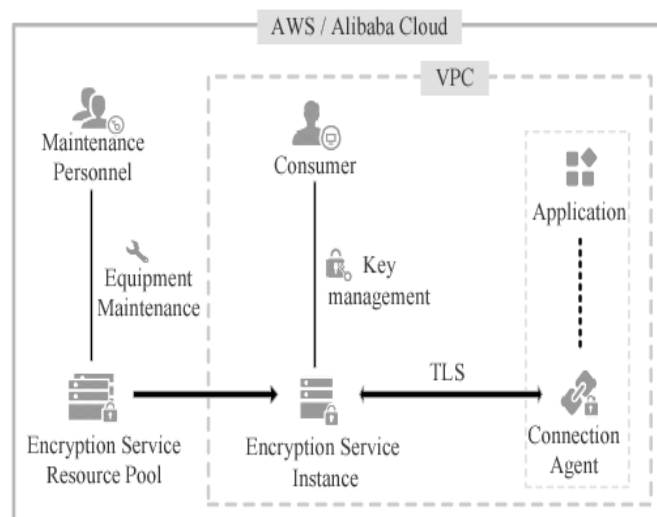 AWS / Alibaba Cloud
VPC
Maintenance
Personnel
Consumer
Application
Equipment
Maintenance
Key
management
TLS
Encryption Service
Resource Pool
Encryption Service
Instance
Connection
Agent